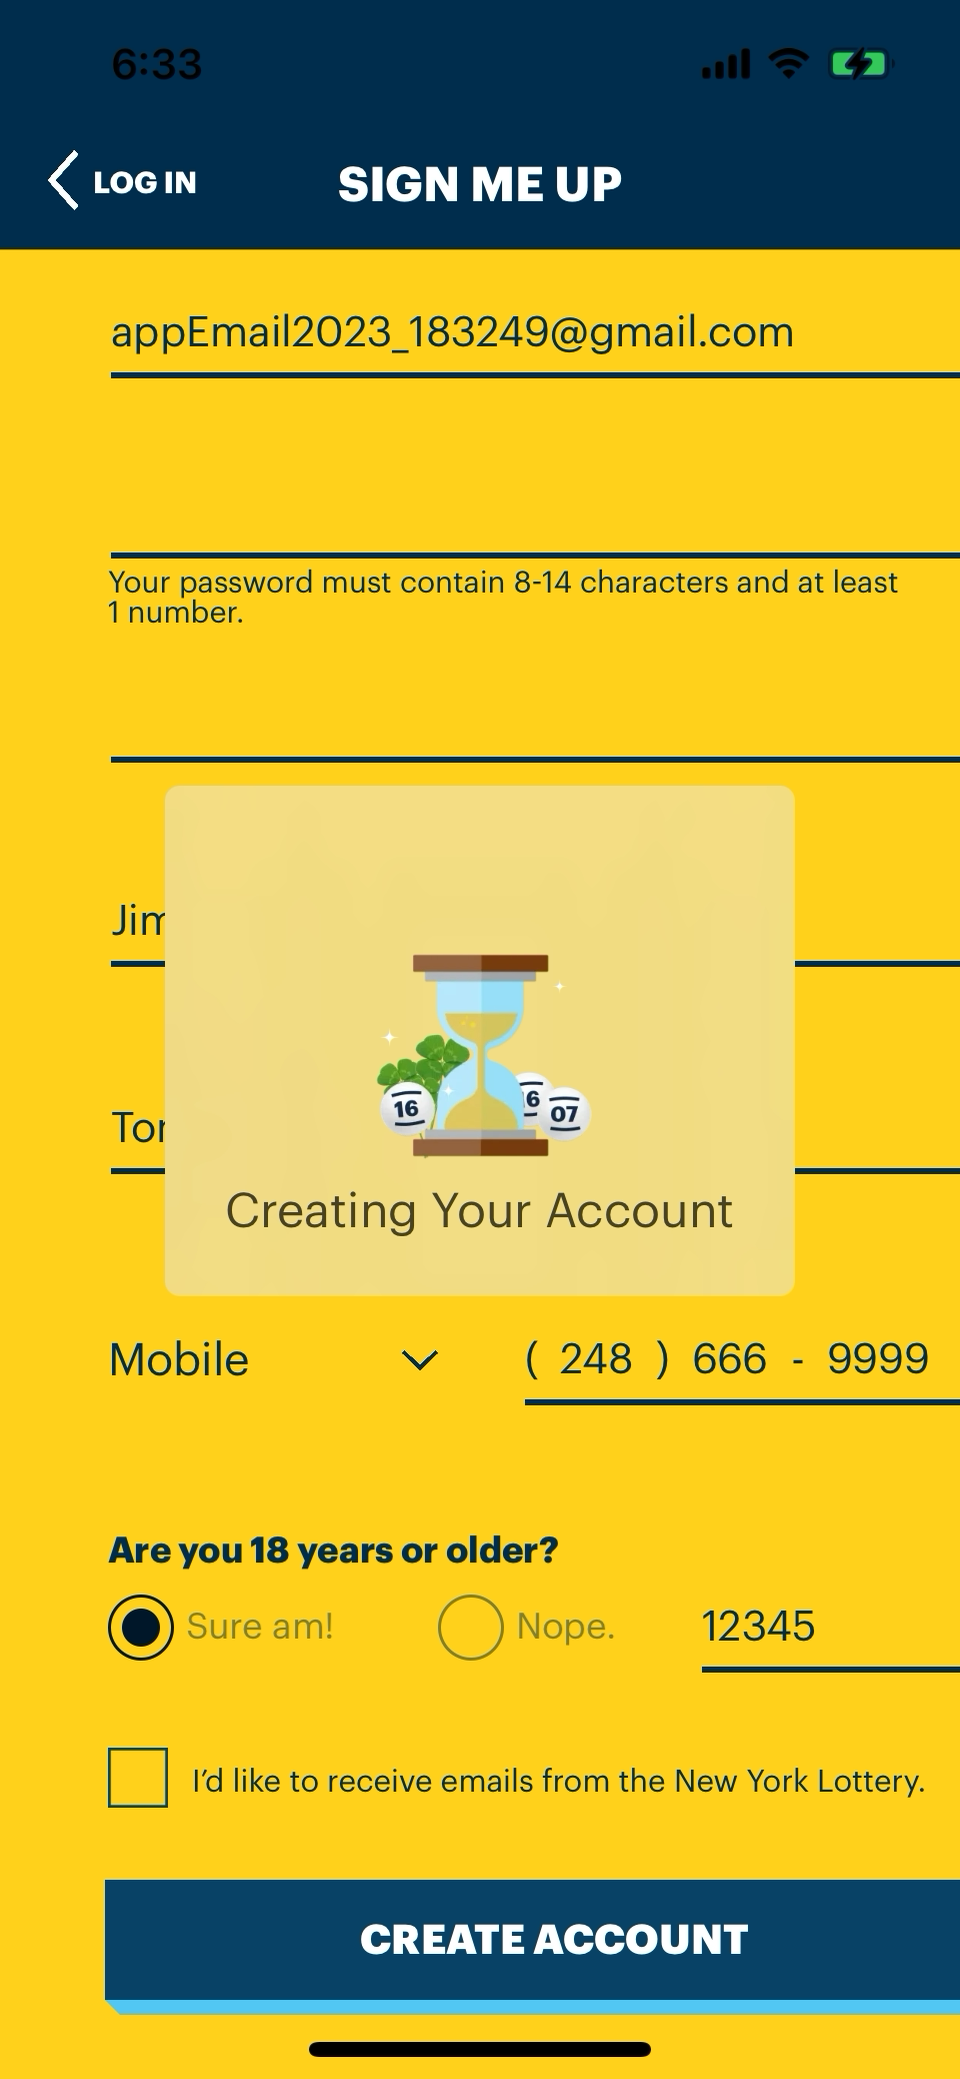 6:33
LOG IN
SIGN ME UP
appEmail2023_183249@gmail.com
Your password must contain 8-14 characters and at least
1 number.
Jim
16
6
07
Creating Your Account
Mobile
( 248 ) 666 - 9999
Are you 18 years or older?
Sure am!
Nope.
12345
I'd like to receive emails from the New York Lottery.
CREATE ACCOUNT